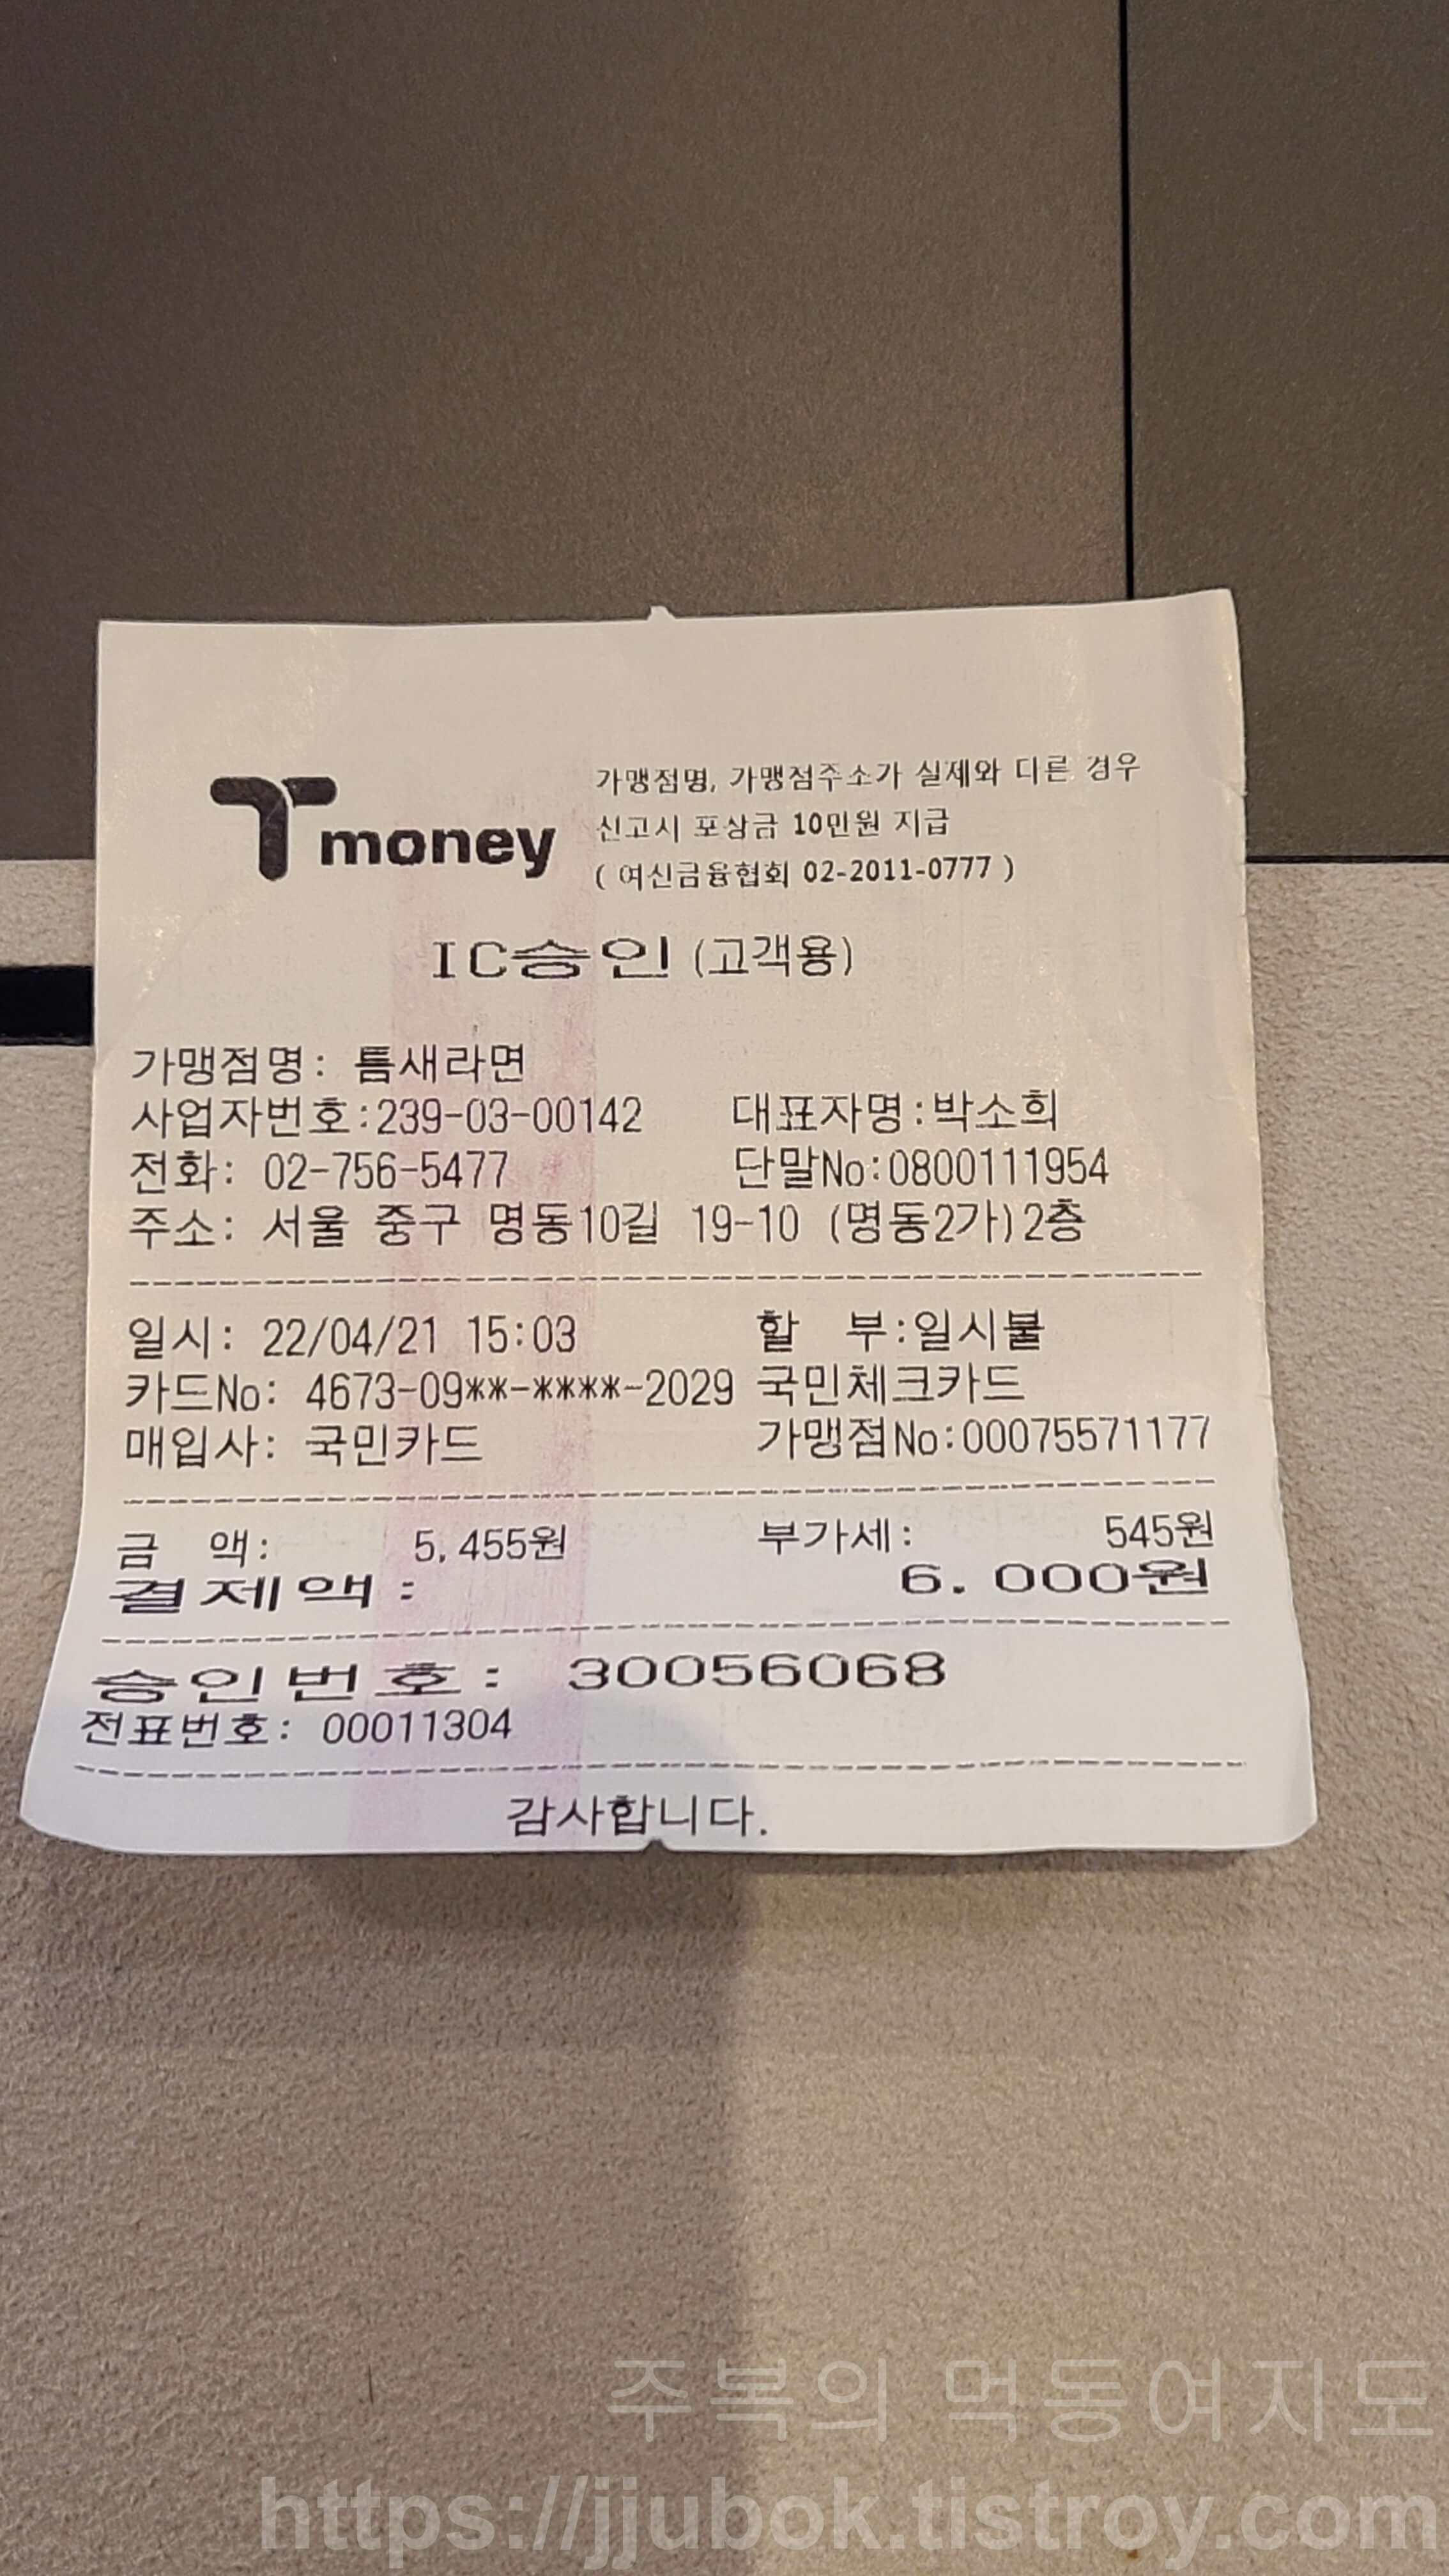 Tmoney
가맹점명, 가맹점주소가 실제와 다른 경우
신고시 포상금 10만원 지급
( 여신금융협회 02-2011-0777 )
IC승인 (고객용)
가맹점명: 틈새라면
사업자번호:239-03-00142 대표자명:박소희
전화: 02-756-5477 단말No:0800111954
주소: 서울 중구 명동10길 19-10 (명동2가)2층
일시: 22/04/21 15:03 할 부:일시불
카드No: 4673-09**-****-2029 국민체크카드
매입사: 국민카드 가맹점No:00075571177
금 액: 5,455원 부가세: 545원
결제액: 6,000원
승인번호: 30056068
전표번호: 00011304
감사합니다.
주복의 먹동여지도
https://jjubok.tistroy.com